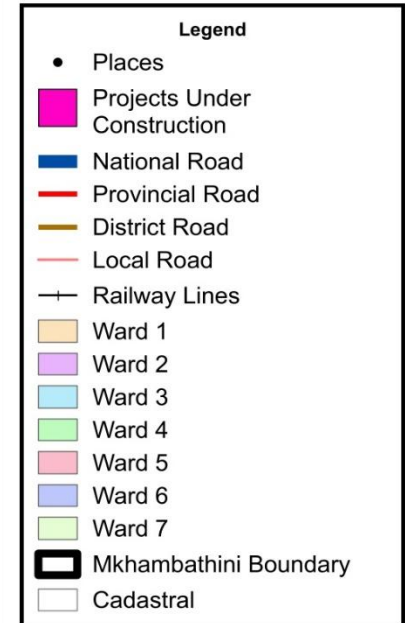 Legend
Places
Projects Under
Construction
National Road
Provincial Road
District Road
Local Road
Railway Lines
Ward 1
Ward 2
Ward 3
Ward 4
Ward 5
Ward 6
Ward 7
Mkhambathini Boundary
Cadastral